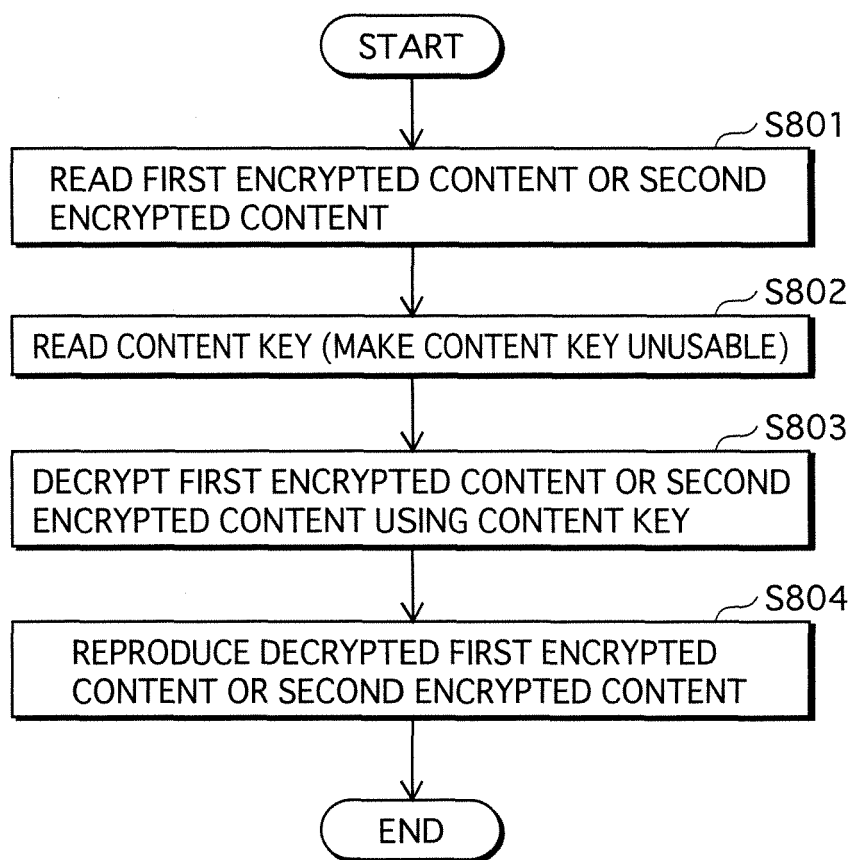 START
S801
READ FIRST ENCRYPTED CONTENT OR SECOND
ENCRYPTED CONTENT
S802
READ CONTENT KEY (MAKE CONTENT KEY UNUSABLE)
S803
DECRYPT FIRST ENCRYPTED CONTENT OR SECOND
ENCRYPTED CONTENT USING CONTENT KEY
S804
REPRODUCE DECRYPTED FIRST ENCRYPTED
CONTENT OR SECOND ENCRYPTED CONTENT
END